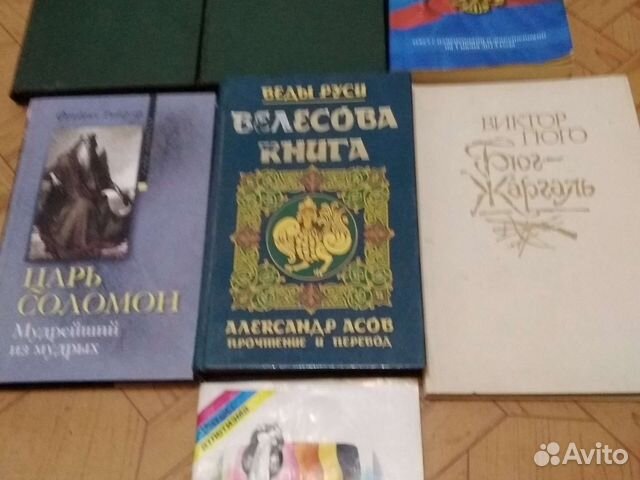 ЦАРЬ
СОЛОМОН
Мудрейший
из мудрых
ВЕДЫ РУСИ
ВЕЛЕСОВА
КНИГА
АЛЕКСАНДР АСОВ
ПРОЧТЕНИЕ И ПЕРЕВОД
ВИКТОР ГЮГО
Бюг-
Жаргаль
Avito